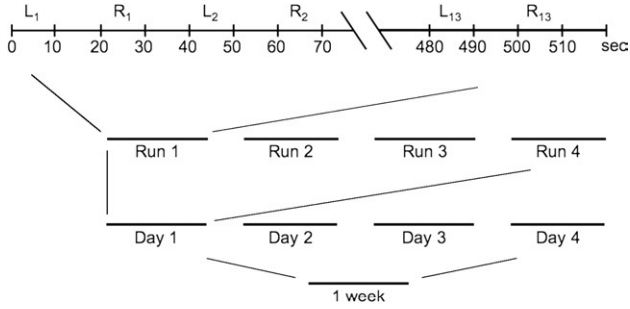 L₁ R₁ L₂ R₂ L₁₃ R₁₃
0 10 20 30 40 50 60 70 480 490 500 510 sec
Run 1 Run 2 Run 3 Run 4
Day 1 Day 2 Day 3 Day 4
1 week